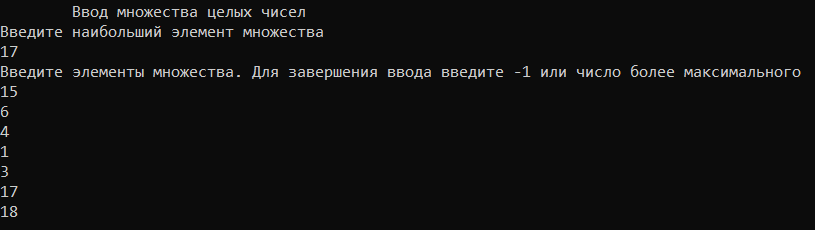 Ввод множества целых чисел
Введите наибольший элемент множества
17
Введите элементы множества. Для завершения ввода введите -1 или число более максимального
15
6
4
1
3
17
18